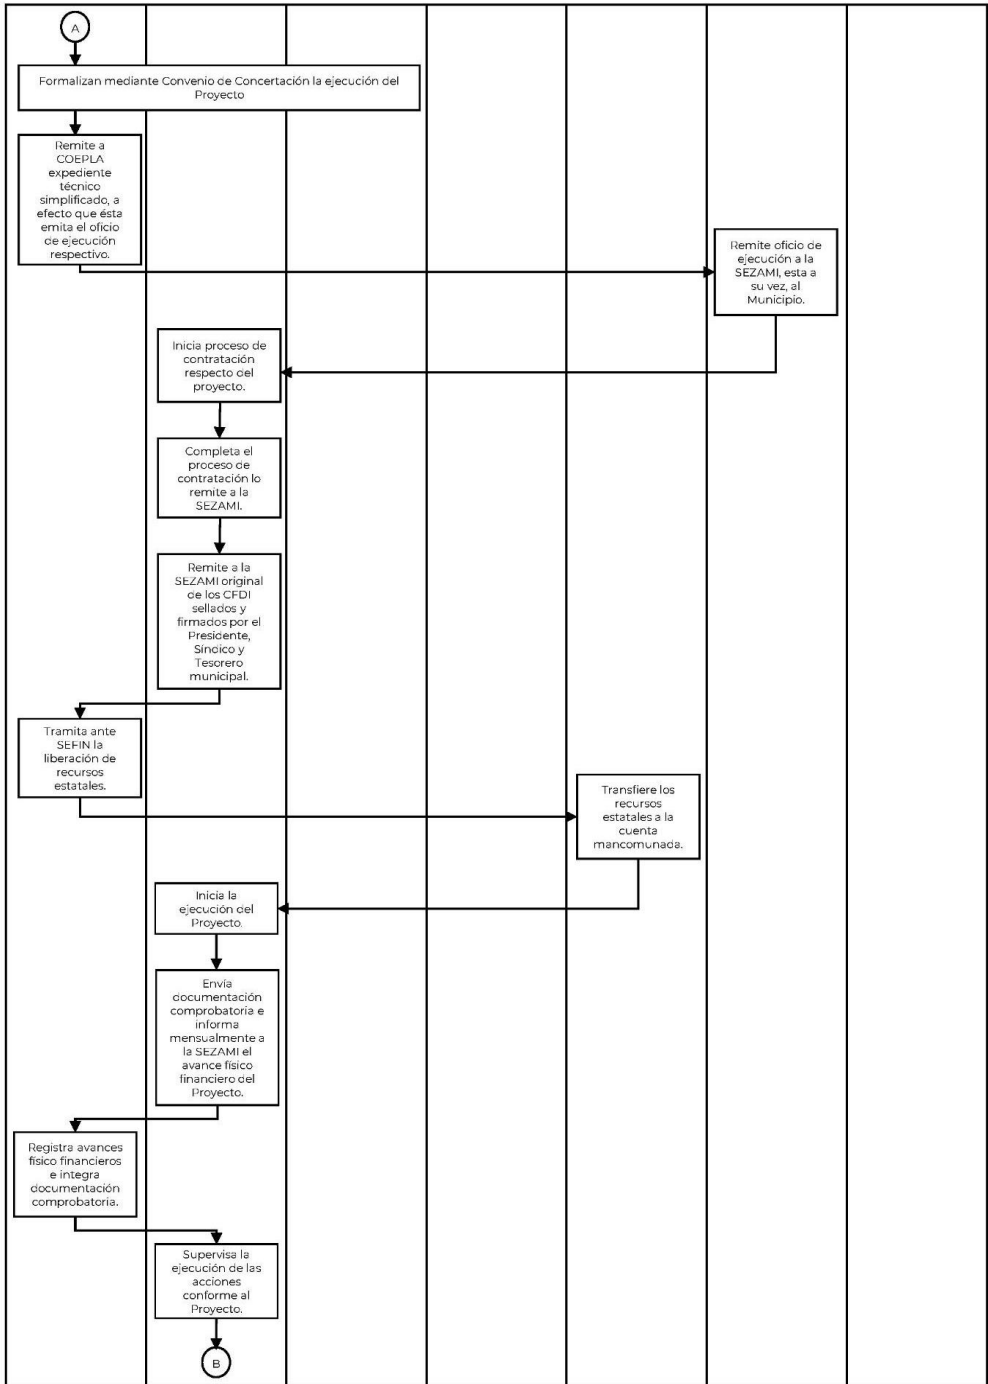 A
Formalizan mediante Convenio de Concertación la ejecución del
Proyecto
Remite a
COEPLA
expediente
técnico
simplificado, a
efecto que ésta
emita el oficio
de ejecución
respectivo.
Remite oficio de
ejecución a la
SEZAMI, esta a
su vez, al
Municipio.
Inicia proceso de
contratación
respecto del
proyecto.
Completa el
proceso de
contratación lo
remite a la
SEZAMI.
Remite a la
SEZAMI original
de los CFDI
sellados y
firmados por el
Presidente,
Síndico y
Tesorero
municipal.
Tramita ante
SEFIN la
liberación de
recursos
estatales.
Transfiere los
recursos
estatales a la
cuenta
mancomunada.
Inicia la
ejecución del
Proyecto.
Envía
documentación
comprobatoria e
informa
mensualmente a
la SEZAMI el
avance físico
financiero del
Proyecto.
Registra avances
físico financieros
e integra
documentación
comprobatoria.
Supervisa la
ejecución de las
acciones
conforme al
Proyecto.
B